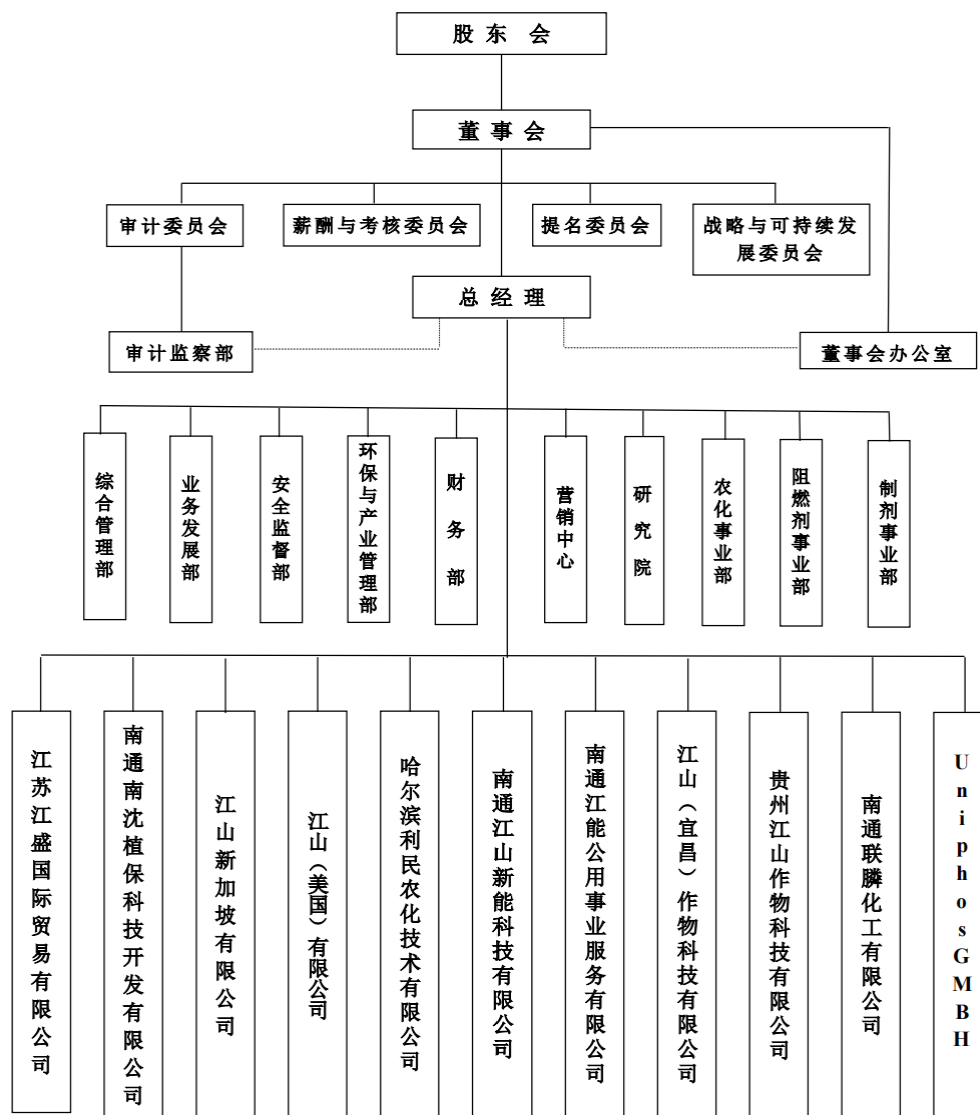 股东 会
董事会
审计委员会
薪酬与考核委员会
提名委员会
战略与可持续发
展委员会
总经理
审计监察部
董事会办公室
综合管理部
业务发展部
安全监督部
环保与产业管理部
财务部
营销中心
研究院
农化事业部
阻燃剂事业部
制剂事业部
江苏江盛国际贸易有限公司
南通南沈植保科技开发有限公司
江山新加坡有限公司
江山（美国）有限公司
哈尔滨利民农化技术有限公司
南通江山新能科技有限公司
南通江能公用事业服务有限公司
江山（宜昌）作物科技有限公司
贵州江山作物科技有限公司
南通联膦化工有限公司
UniphosGMBH